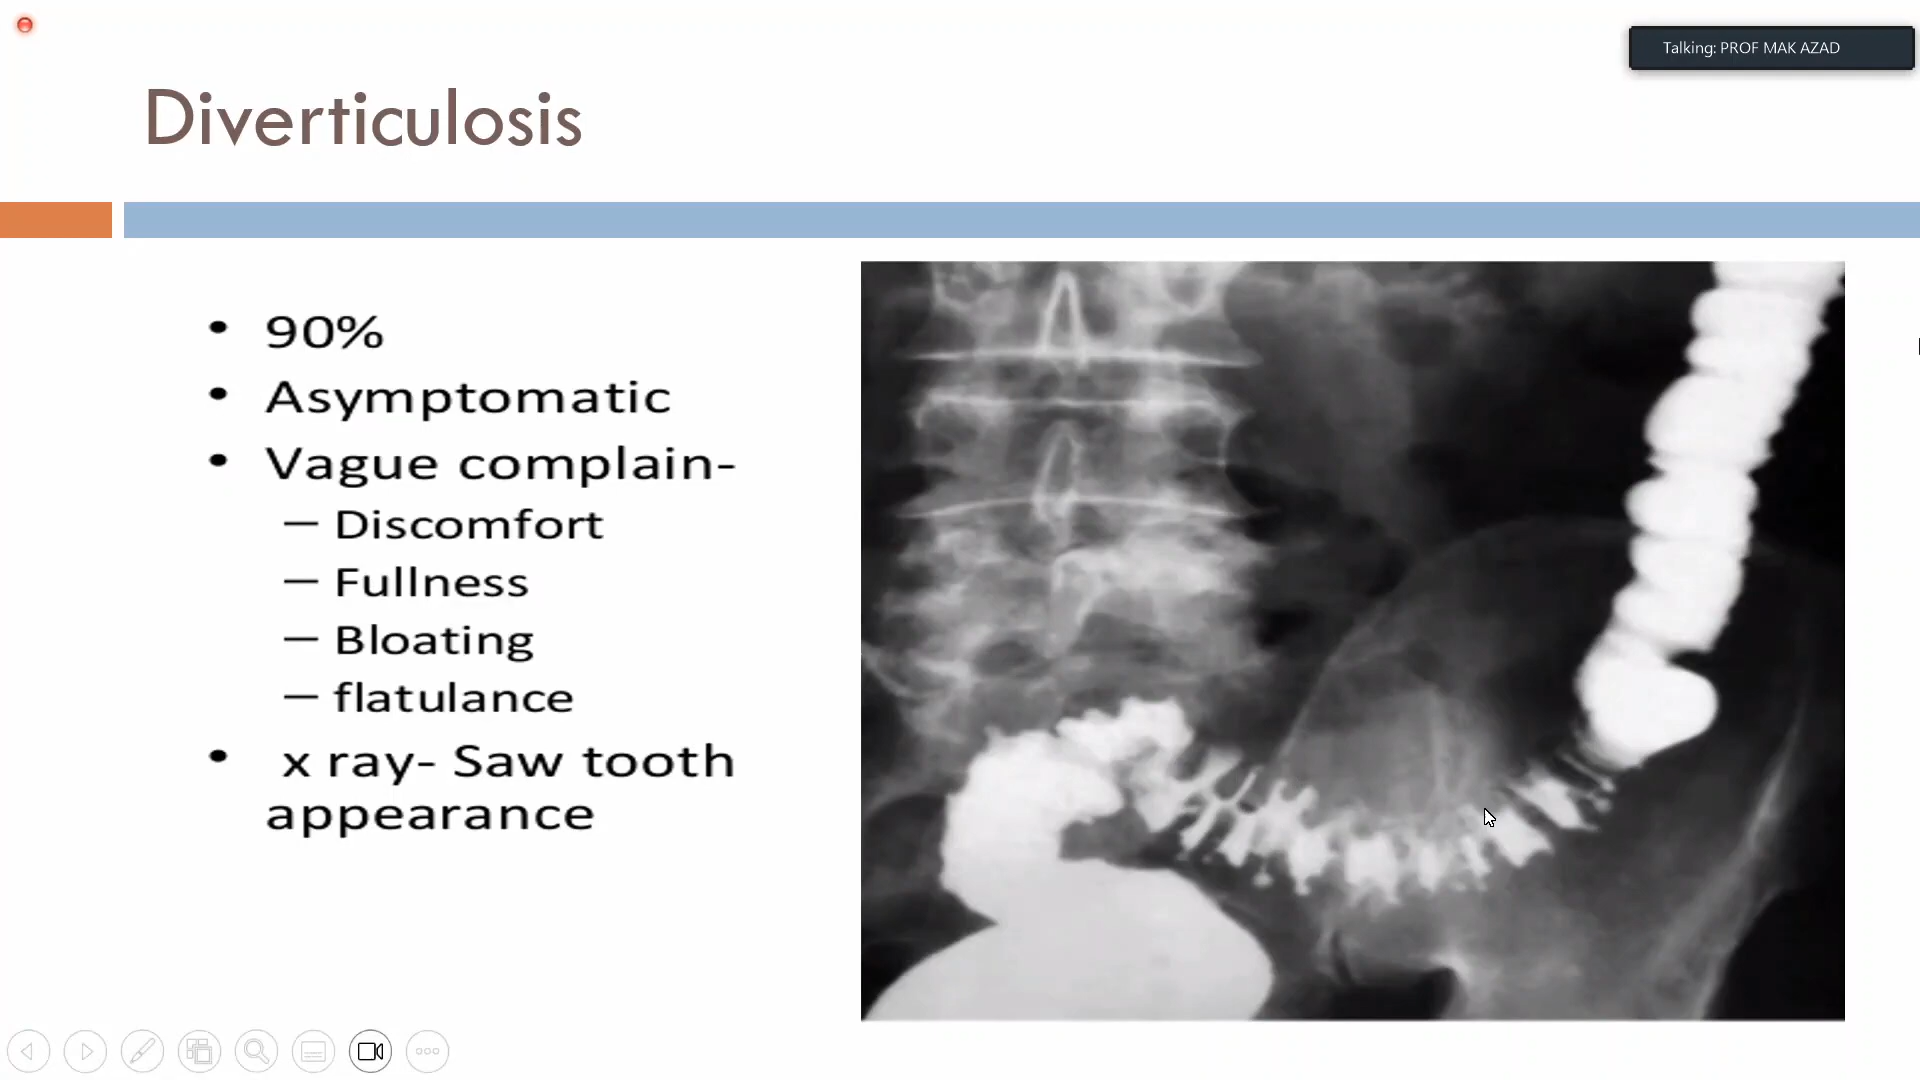 Talking: PROF MAK AZAD
Diverticulosis
• 90%
• Asymptomatic
• Vague complain-
– Discomfort
– Fullness
– Bloating
– flatulance
• x ray- Saw tooth
appearance